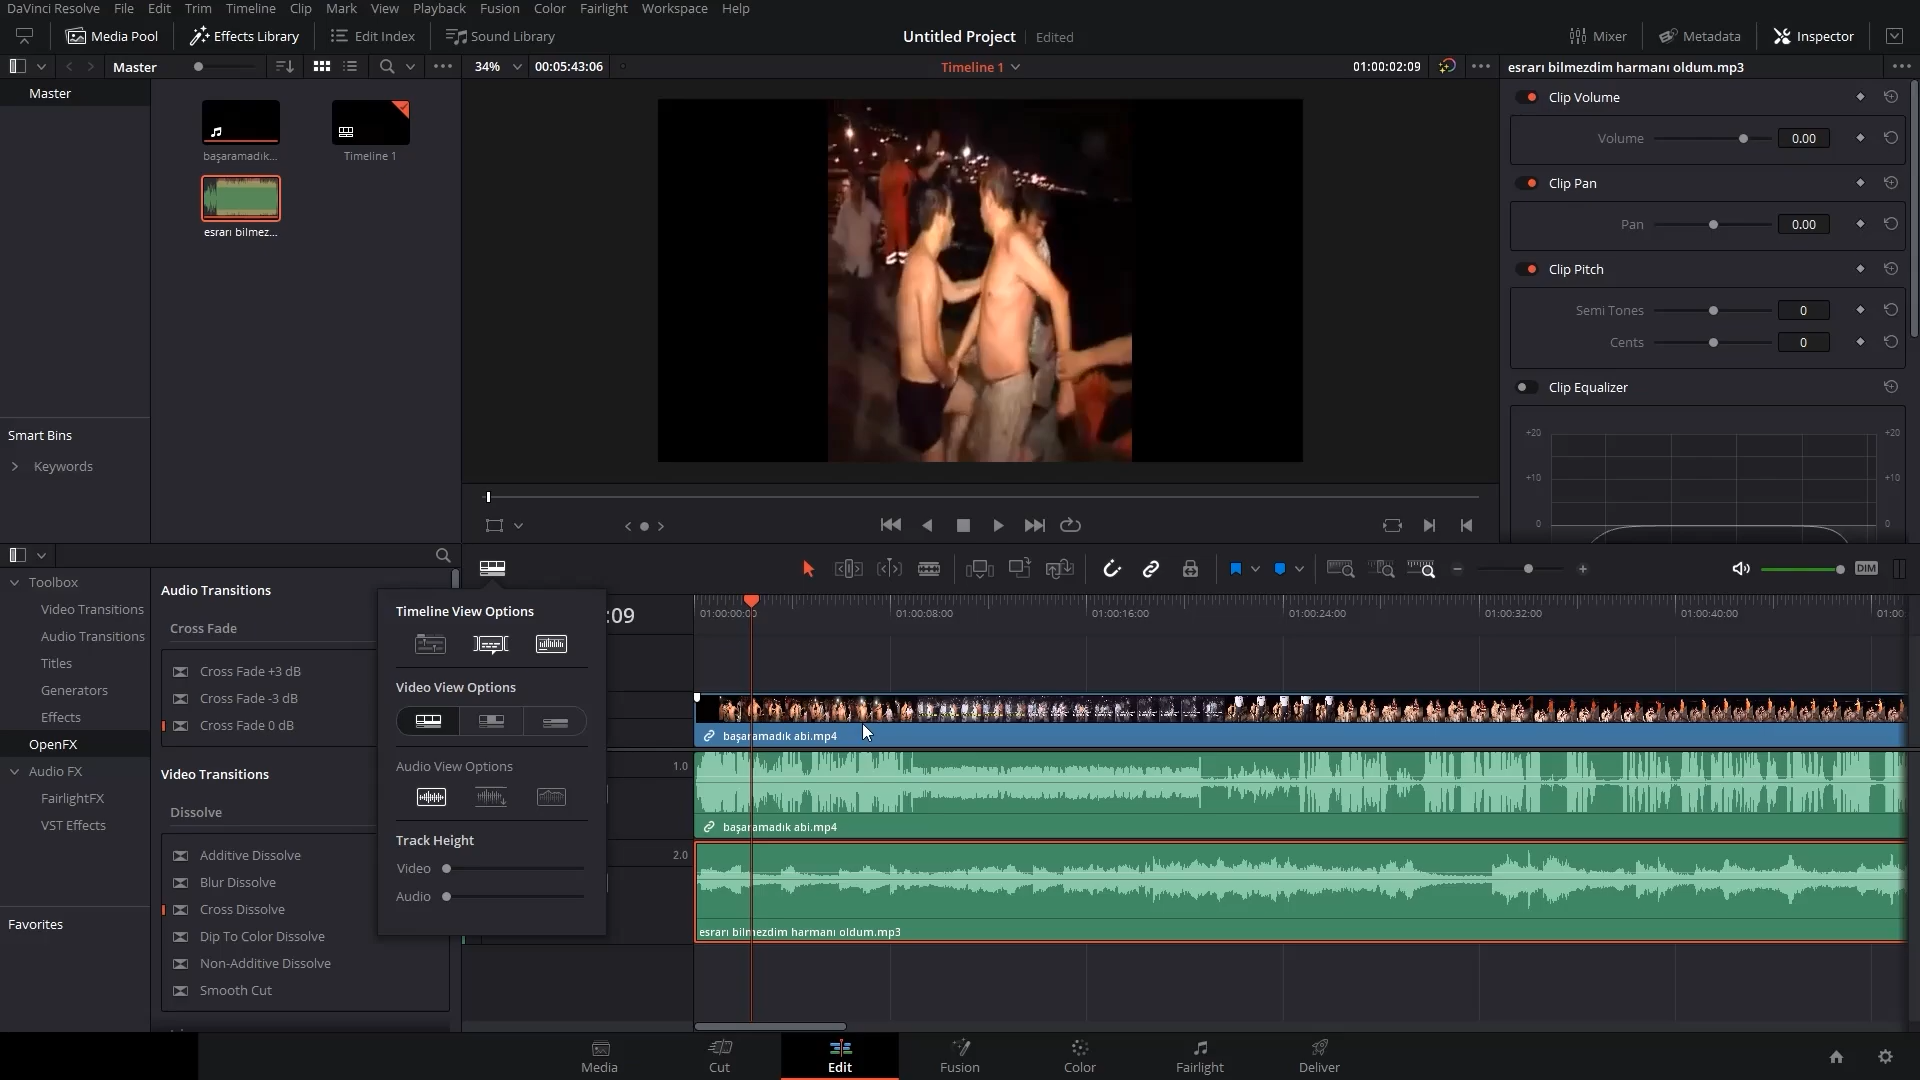 DaVinci Resolve File Edit Trim Timeline Clip Mark View Playback Fusion Color Fairlight Workspace Help
Media Pool Effects Library Edit Index Sound Library Untitled Project Edited Mixer Metadata Inspector
Master 34% 00:05:43:06 Timeline 1 01:00:02:09 esrarı bilmezdim harmanı oldum.mp3
Master
başaramadık... Timeline 1
esrarı bilmez...
Smart Bins
Keywords
Clip Volume
Volume 0.00
Clip Pan
Pan 0.00
Clip Pitch
Semi Tones 0
Cents 0
Clip Equalizer
+20 +20
+10 +10
0 0
DIM
Toolbox
Video Transitions
Audio Transitions
Titles
Generators
Effects
OpenFX
Audio FX
FairlightFX
VST Effects
Favorites
Audio Transitions
Cross Fade
Cross Fade +3 dB
Cross Fade -3 dB
Cross Fade 0 dB
Video Transitions
Dissolve
Additive Dissolve
Blur Dissolve
Cross Dissolve
Dip To Color Dissolve
Non-Additive Dissolve
Smooth Cut
Timeline View Options
Video View Options
Audio View Options
Track Height
Video
Audio
:09
01:00:00:00 01:00:08:00 01:00:16:00 01:00:24:00 01:00:32:00 01:00:40:00 01:00:
başaramadık abi.mp4
1.0
başaramadık abi.mp4
2.0
esrarı bilmezdim harmanı oldum.mp3
Media Cut Edit Fusion Color Fairlight Deliver